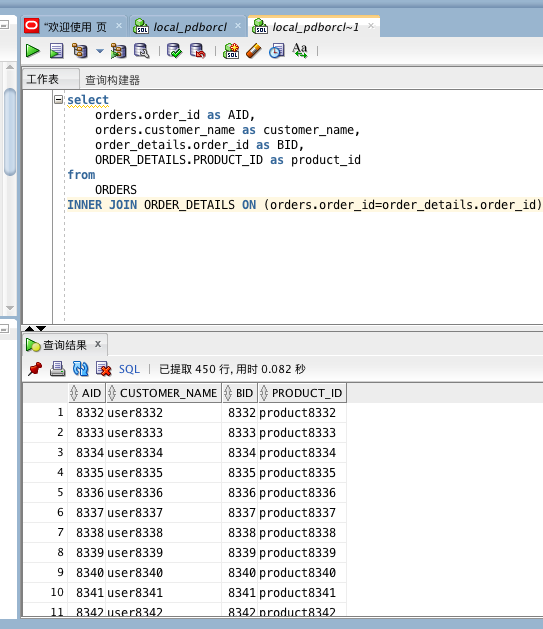 “欢迎使用 页
local_pdborcl
local_pdborcl~1
工作表
查询构建器
select
orders.order_id as AID,
orders.customer_name as customer_name,
order_details.order_id as BID,
ORDER_DETAILS.PRODUCT_ID as product_id
from
ORDERS
INNER JOIN ORDER_DETAILS ON (orders.order_id=order_details.order_id)
查询结果 x
SQL | 已提取 450 行, 用时 0.082 秒
AID CUSTOMER_NAME BID PRODUCT_ID
1 8332 user8332 8332 product8332
2 8333 user8333 8333 product8333
3 8334 user8334 8334 product8334
4 8335 user8335 8335 product8335
5 8336 user8336 8336 product8336
6 8337 user8337 8337 product8337
7 8338 user8338 8338 product8338
8 8339 user8339 8339 product8339
9 8340 user8340 8340 product8340
10 8341 user8341 8341 product8341
11 8342 user8342 8342 product8342